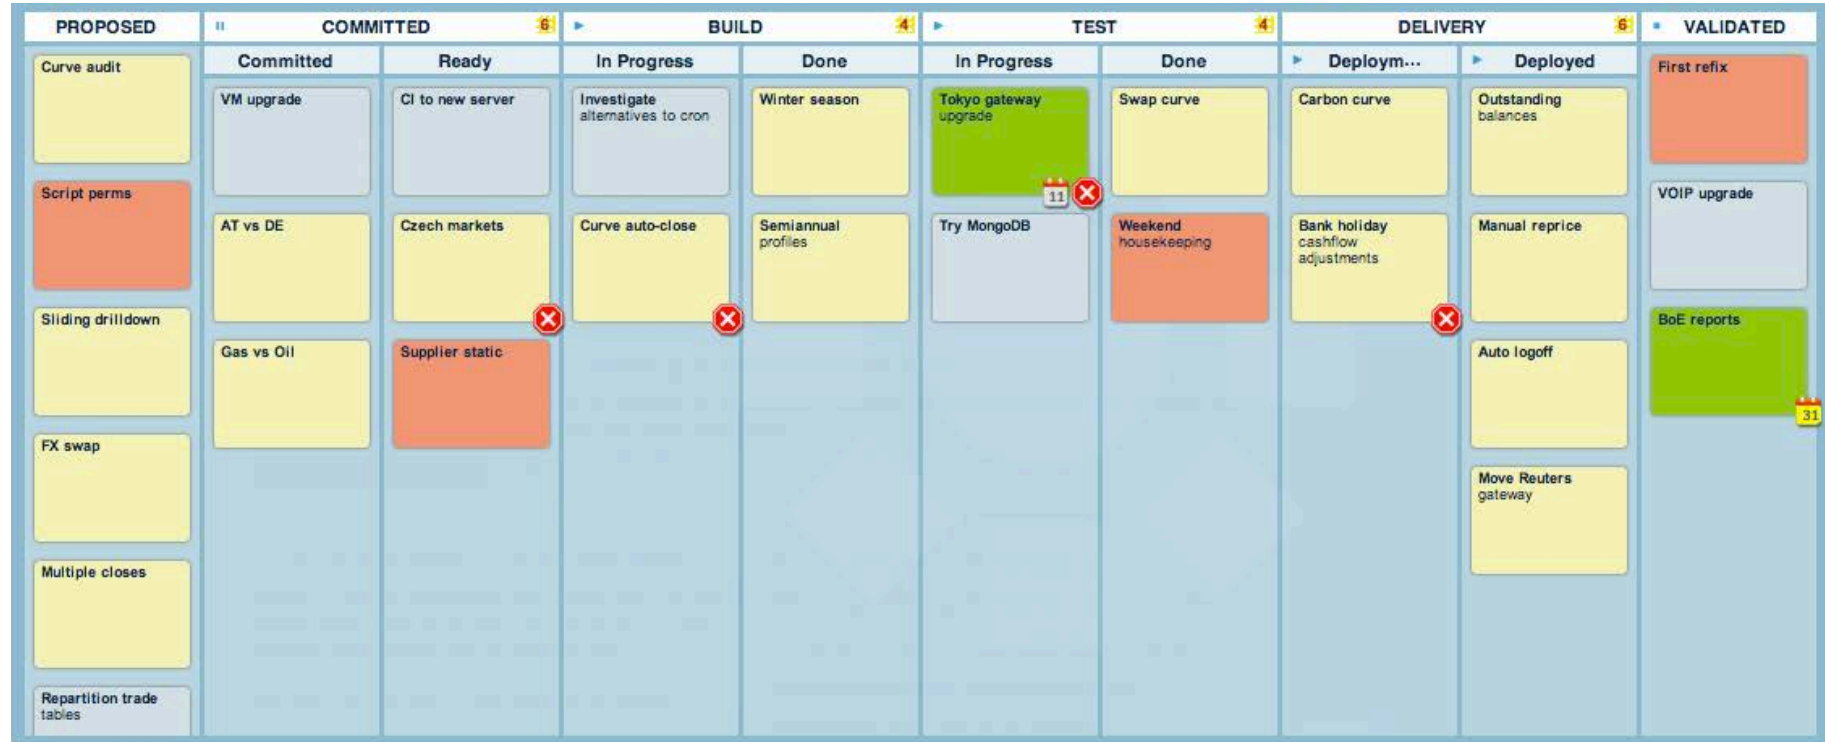 PROPOSED
COMMITTED
6
BUILD
4
TEST
4
DELIVERY
6
VALIDATED
Committed
Ready
In Progress
Done
In Progress
Done
Deploym...
Deployed
Curve audit
Script perms
Sliding drilldown
FX swap
Multiple closes
Repartition trade
tables
VM upgrade
AT vs DE
Gas vs Oil
CI to new server
Czech markets
Supplier static
Investigate
alternatives to cron
Curve auto-close
Winter season
Semiannual
profiles
Tokyo gateway
upgrade
11
Try MongoDB
Swap curve
Weekend
housekeeping
Carbon curve
Bank holiday
cashflow
adjustments
Outstanding
balances
Manual reprice
Auto logoff
Move Reuters
gateway
First refix
VOIP upgrade
BoE reports
31